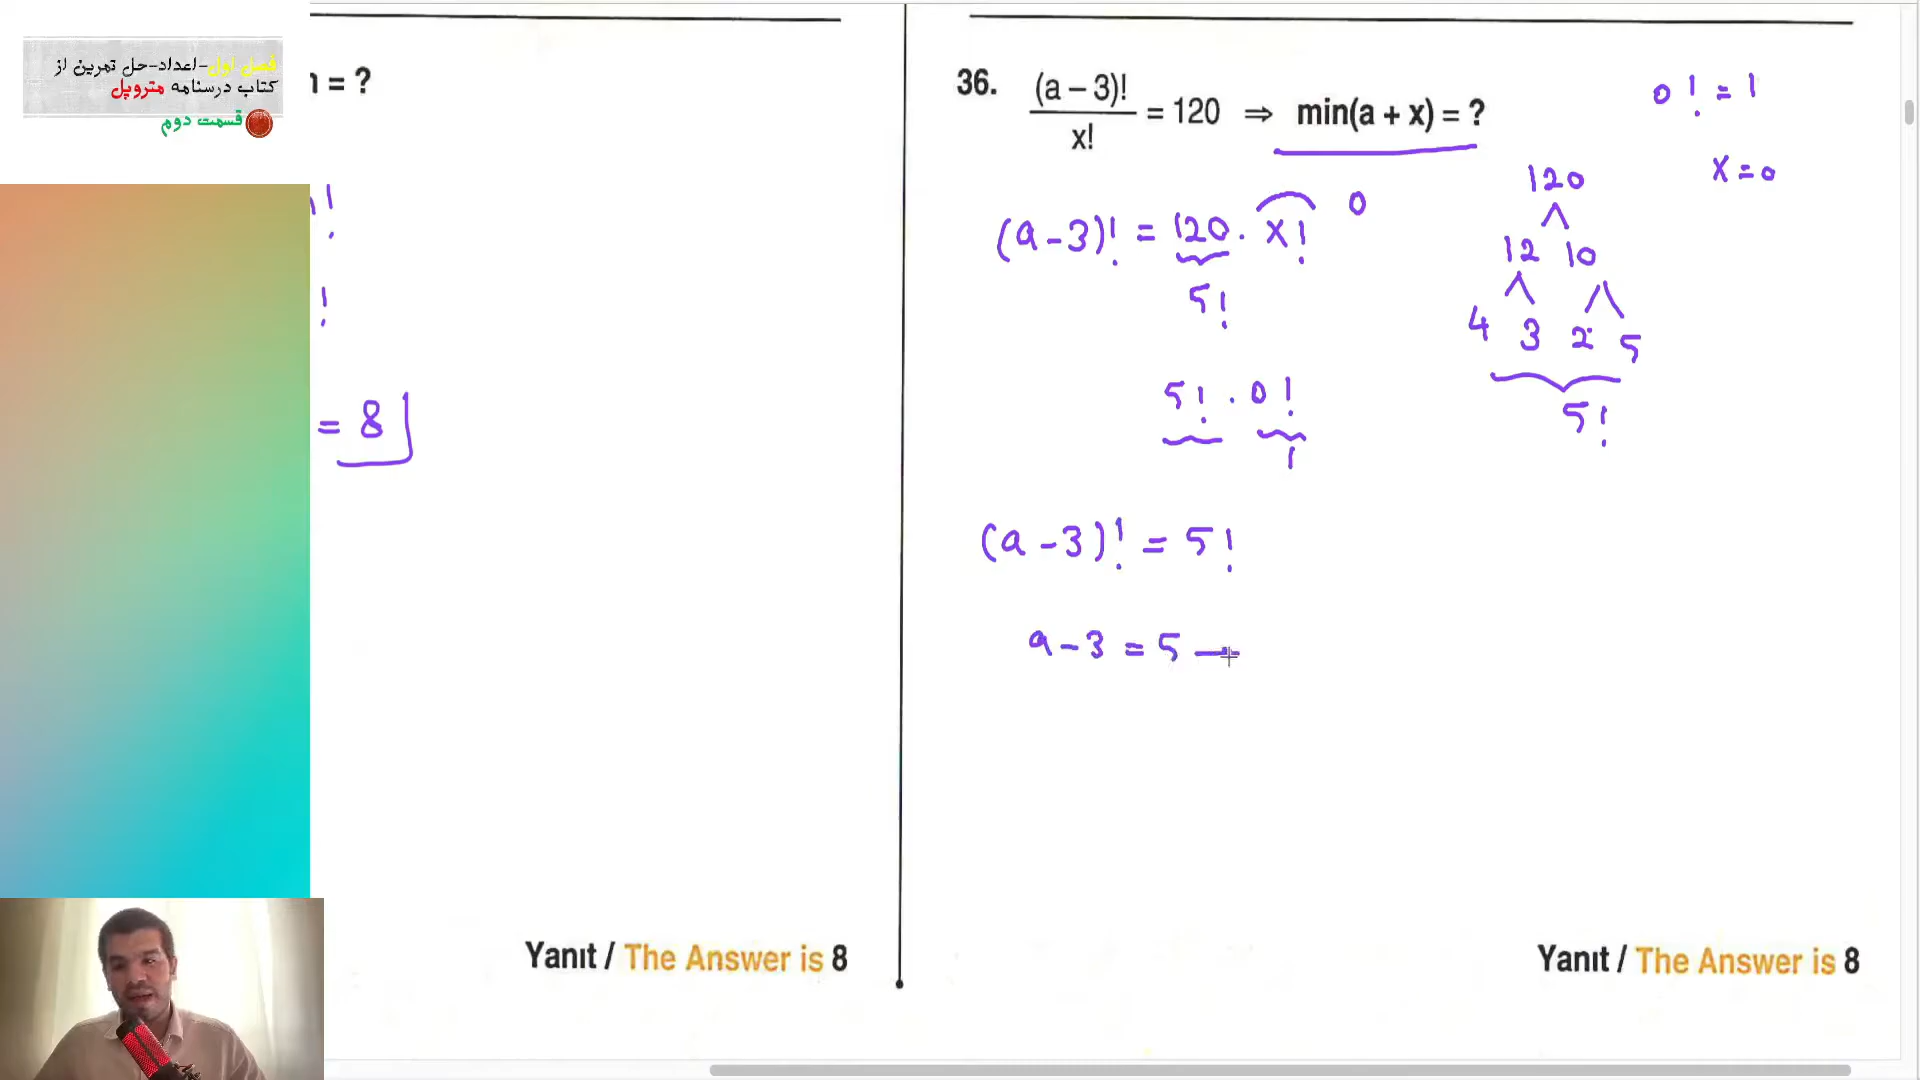 فصل اول-اعداد-حل تمرین از
کتاب درسنامه متروپل
قسمت دوم
n = ?
n!
!
= 8
Yanıt / The Answer is 8
36. (a – 3)!/x! = 120 ⇒ min(a + x) = ?
0! = 1
x = 0
(a - 3)! = 120 · x! 0
5!
120
12 10
4 3 2 5
5!
5! · 0!
1
(a - 3)! = 5!
a - 3 = 5
Yanıt / The Answer is 8